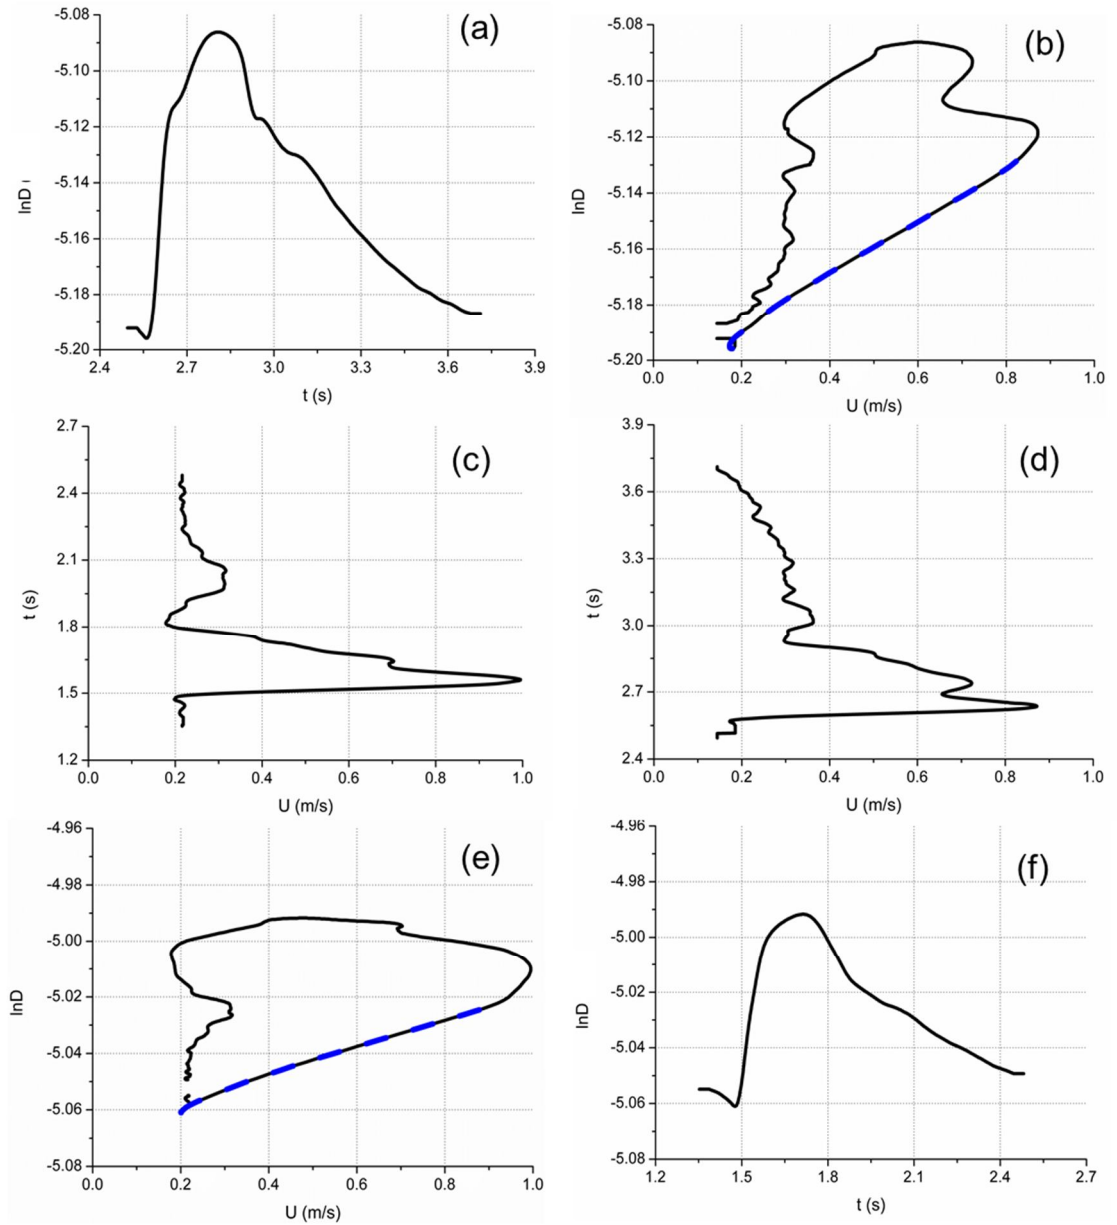 (a)
-5.08
-5.10
-5.12
-5.14
-5.16
-5.18
-5.20
lnD
2.4 2.7 3.0 3.3 3.6 3.9
t (s)
(b)
-5.08
-5.10
-5.12
-5.14
-5.16
-5.18
-5.20
lnD
0.0 0.2 0.4 0.6 0.8 1.0
U (m/s)
(c)
2.7
2.4
2.1
1.8
1.5
1.2
t (s)
0.0 0.2 0.4 0.6 0.8 1.0
U (m/s)
(d)
3.9
3.6
3.3
3.0
2.7
2.4
t (s)
0.0 0.2 0.4 0.6 0.8 1.0
U (m/s)
(e)
-4.96
-4.98
-5.00
-5.02
-5.04
-5.06
-5.08
lnD
0.0 0.2 0.4 0.6 0.8 1.0
U (m/s)
(f)
-4.96
-4.98
-5.00
-5.02
-5.04
-5.06
-5.08
lnD
1.2 1.5 1.8 2.1 2.4 2.7
t (s)